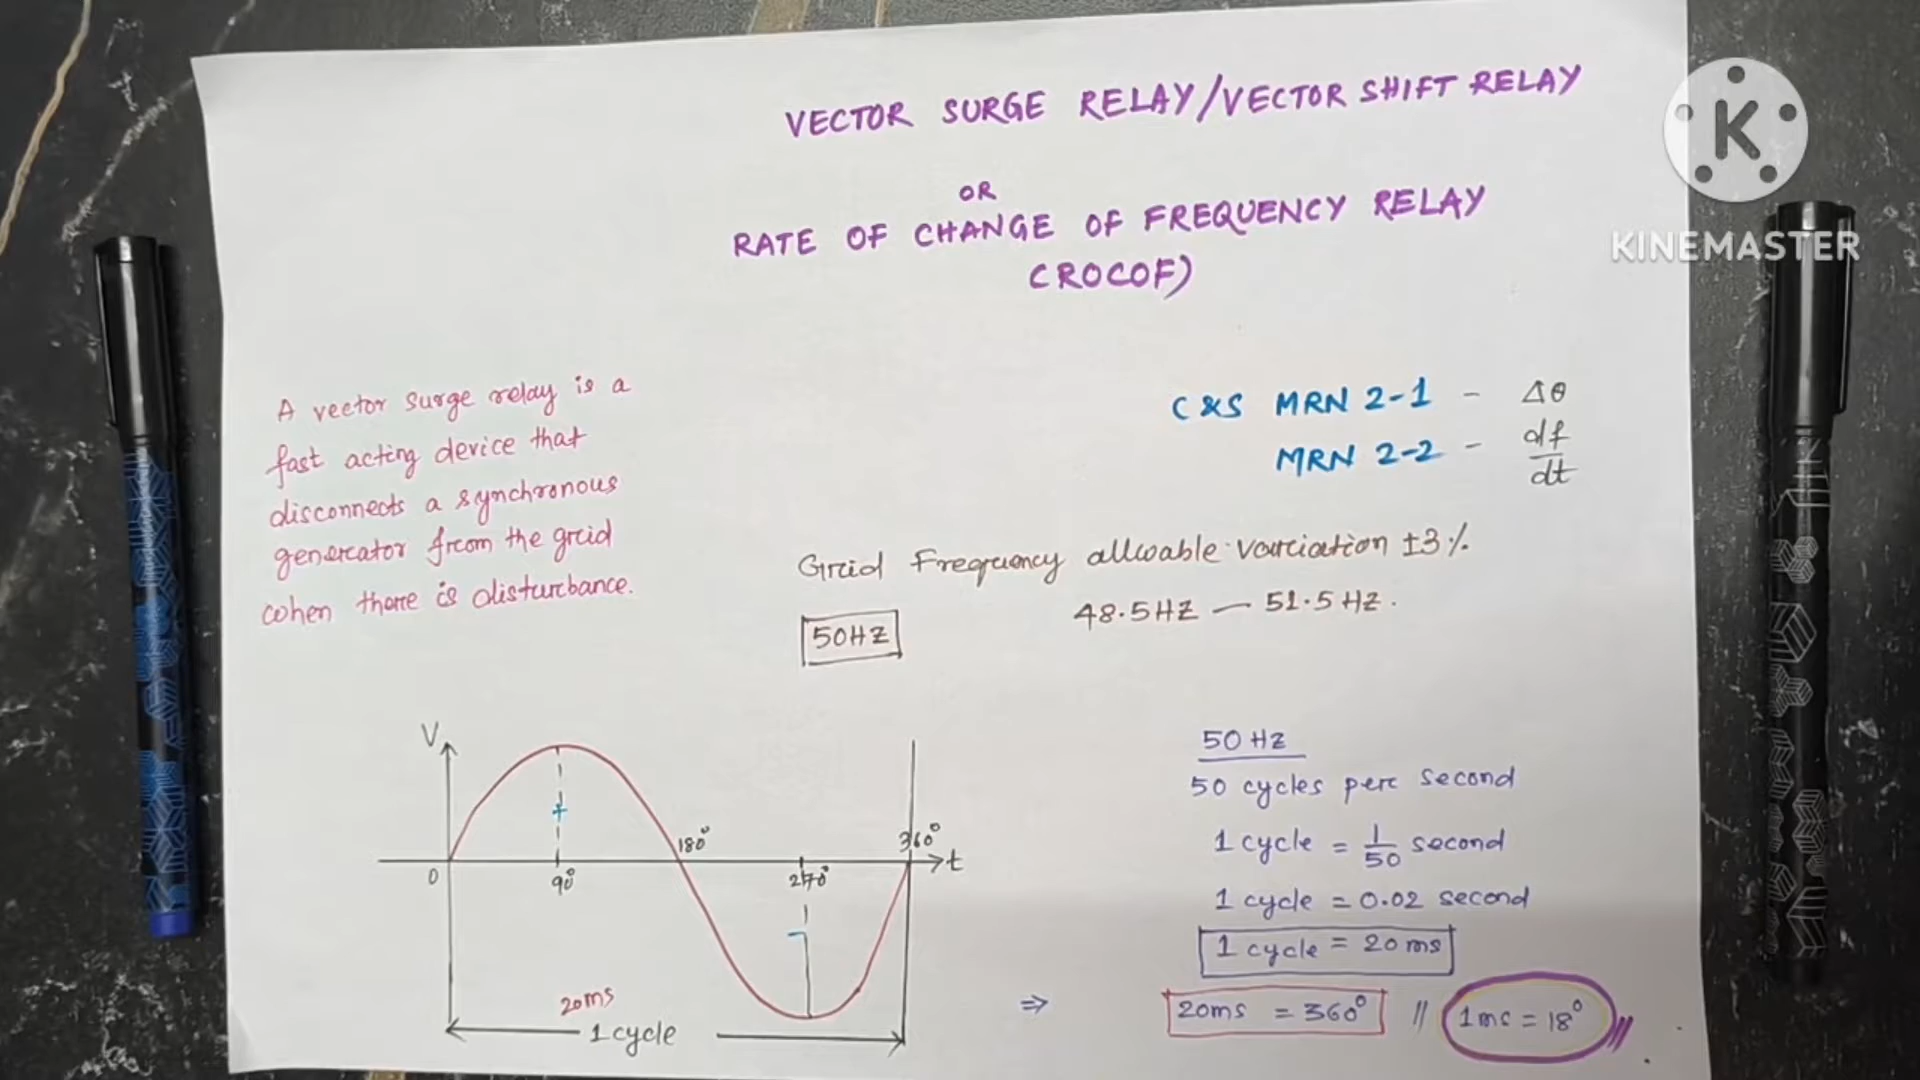 VECTOR SURGE RELAY/VECTOR SHIFT RELAY
OR
RATE OF CHANGE OF FREQUENCY RELAY
CROCOF)
K
KINEMASTER
A vector surge relay is a
fast acting device that
disconnects a synchronous
generator from the grid
when there is disturbance.
C&S MRN 2-1 - Δθ
MRN 2-2 - df/dt
Grid Frequency allwable variation ±3%
48.5HZ — 51.5HZ.
50HZ
V
0
90°
180°
270°
360°
t
+
-
20ms
1 cycle
50 Hz
50 cycles per second
1 cycle = 1/50 second
1 cycle = 0.02 second
1 cycle = 20 ms
⇒ 20ms = 360° // 1ms = 18°